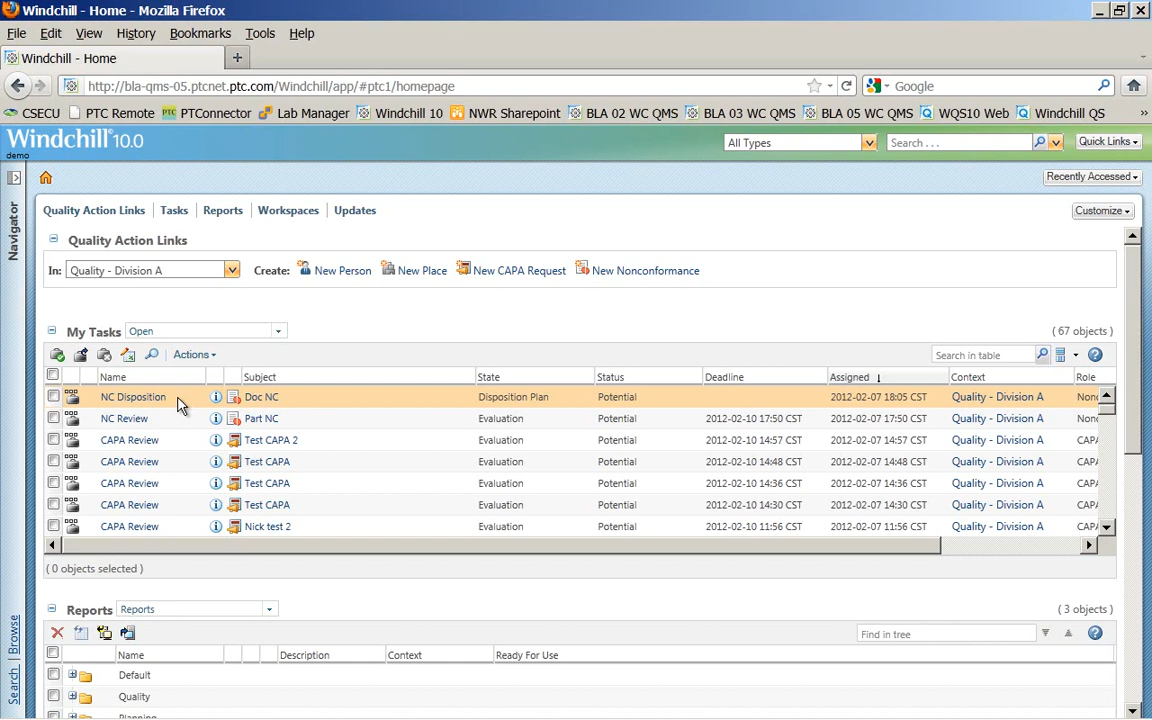 Windchill - Home - Mozilla Firefox
File Edit View History Bookmarks Tools Help
Windchill - Home
http://bla-qms-05.ptcnet.ptc.com/Windchill/app/#ptc1/homepage Google
CSECU PTC Remote PTConnector Lab Manager Windchill 10 NWR Sharepoint BLA 02 WC QMS BLA 03 WC QMS BLA 05 WC QMS WQS10 Web Windchill QS »
Windchill 10.0 All Types Search . . . Quick Links
demo
Recently Accessed
Navigator
Quality Action Links Tasks Reports Workspaces Updates Customize
Quality Action Links
In: Quality - Division A Create: New Person New Place New CAPA Request New Nonconformance
My Tasks Open ( 67 objects )
Actions Search in table
Name Subject State Status Deadline Assigned Context Role
NC Disposition Doc NC Disposition Plan Potential 2012-02-07 18:05 CST Quality - Division A Nonc
NC Review Part NC Evaluation Potential 2012-02-10 17:50 CST 2012-02-07 17:50 CST Quality - Division A Nonc
CAPA Review Test CAPA 2 Evaluation Potential 2012-02-10 14:57 CST 2012-02-07 14:57 CST Quality - Division A CAPA
CAPA Review Test CAPA Evaluation Potential 2012-02-10 14:48 CST 2012-02-07 14:48 CST Quality - Division A CAPA
CAPA Review Test CAPA Evaluation Potential 2012-02-10 14:36 CST 2012-02-07 14:36 CST Quality - Division A CAPA
CAPA Review Test CAPA Evaluation Potential 2012-02-10 14:30 CST 2012-02-07 14:30 CST Quality - Division A CAPA
CAPA Review Nick test 2 Evaluation Potential 2012-02-10 11:56 CST 2012-02-07 11:56 CST Quality - Division A CAPA
( 0 objects selected )
Reports Reports ( 3 objects )
Find in tree
Name Description Context Ready For Use
Default
Quality
Planning
Browse
Search